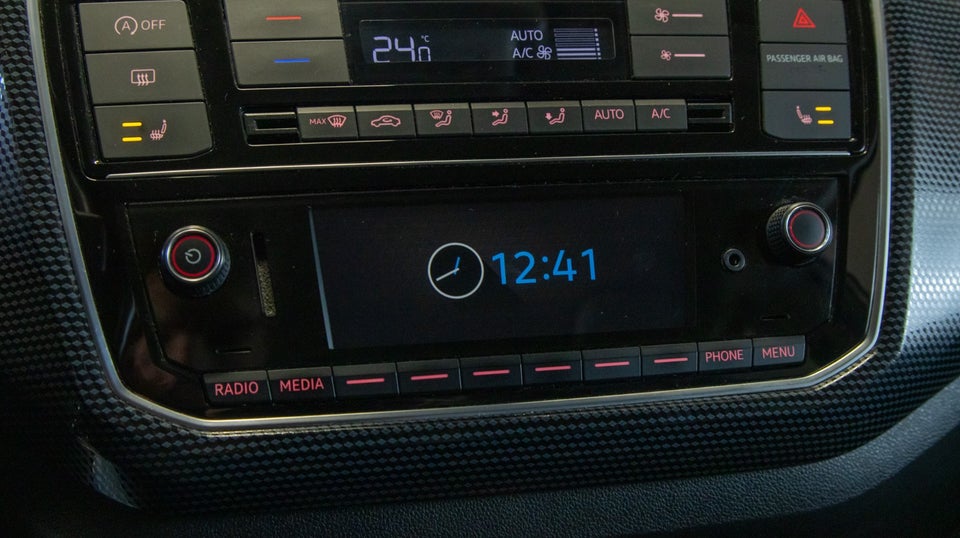 A OFF
24.0 °C
AUTO
A/C
PASSENGER AIR BAG
MAX
AUTO
A/C
12:41
RADIO
MEDIA
PHONE
MENU